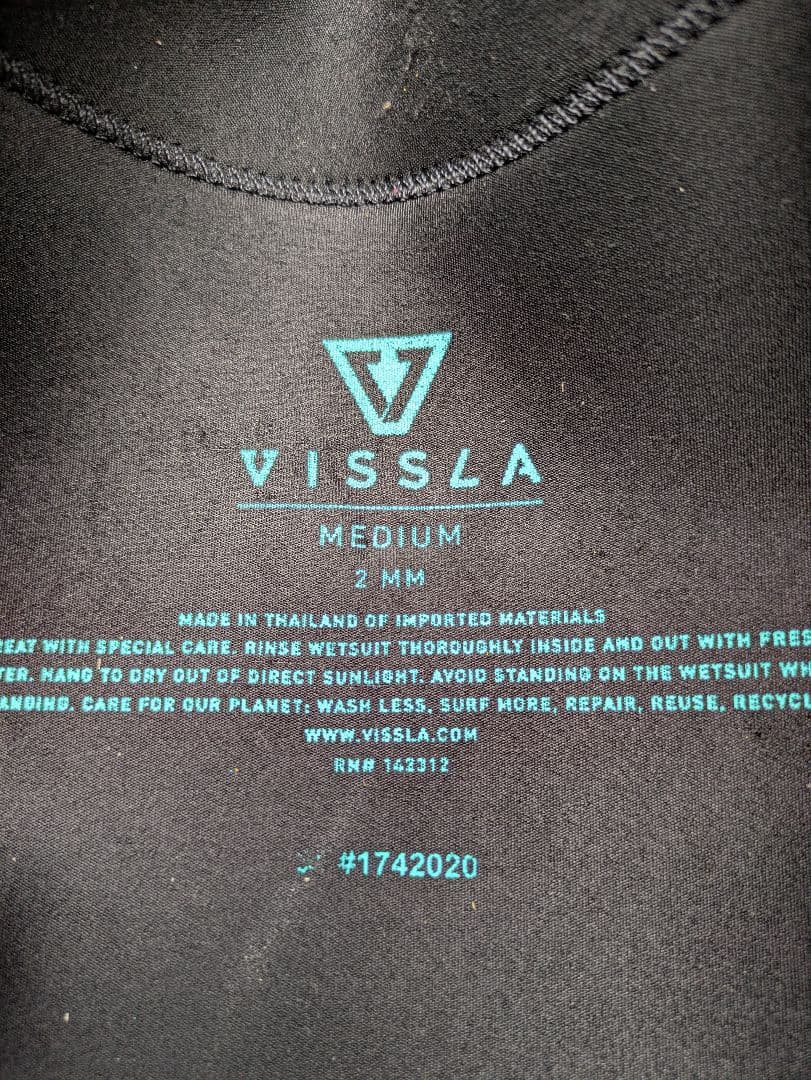 VISSLA
MEDIUM
2 MM
MADE IN THAILAND OF IMPORTED MATERIALS
REAT WITH SPECIAL CARE. RINSE WETSUIT THOROUGHLY INSIDE AND OUT WITH FRES
TER. HANG TO DRY OUT OF DIRECT SUNLIGHT. AVOID STANDING ON THE WETSUIT WH
ANDING. CARE FOR OUR PLANET: WASH LESS, SURF MORE, REPAIR, REUSE, RECYCL
WWW.VISSLA.COM
RN# 142312
#1742020